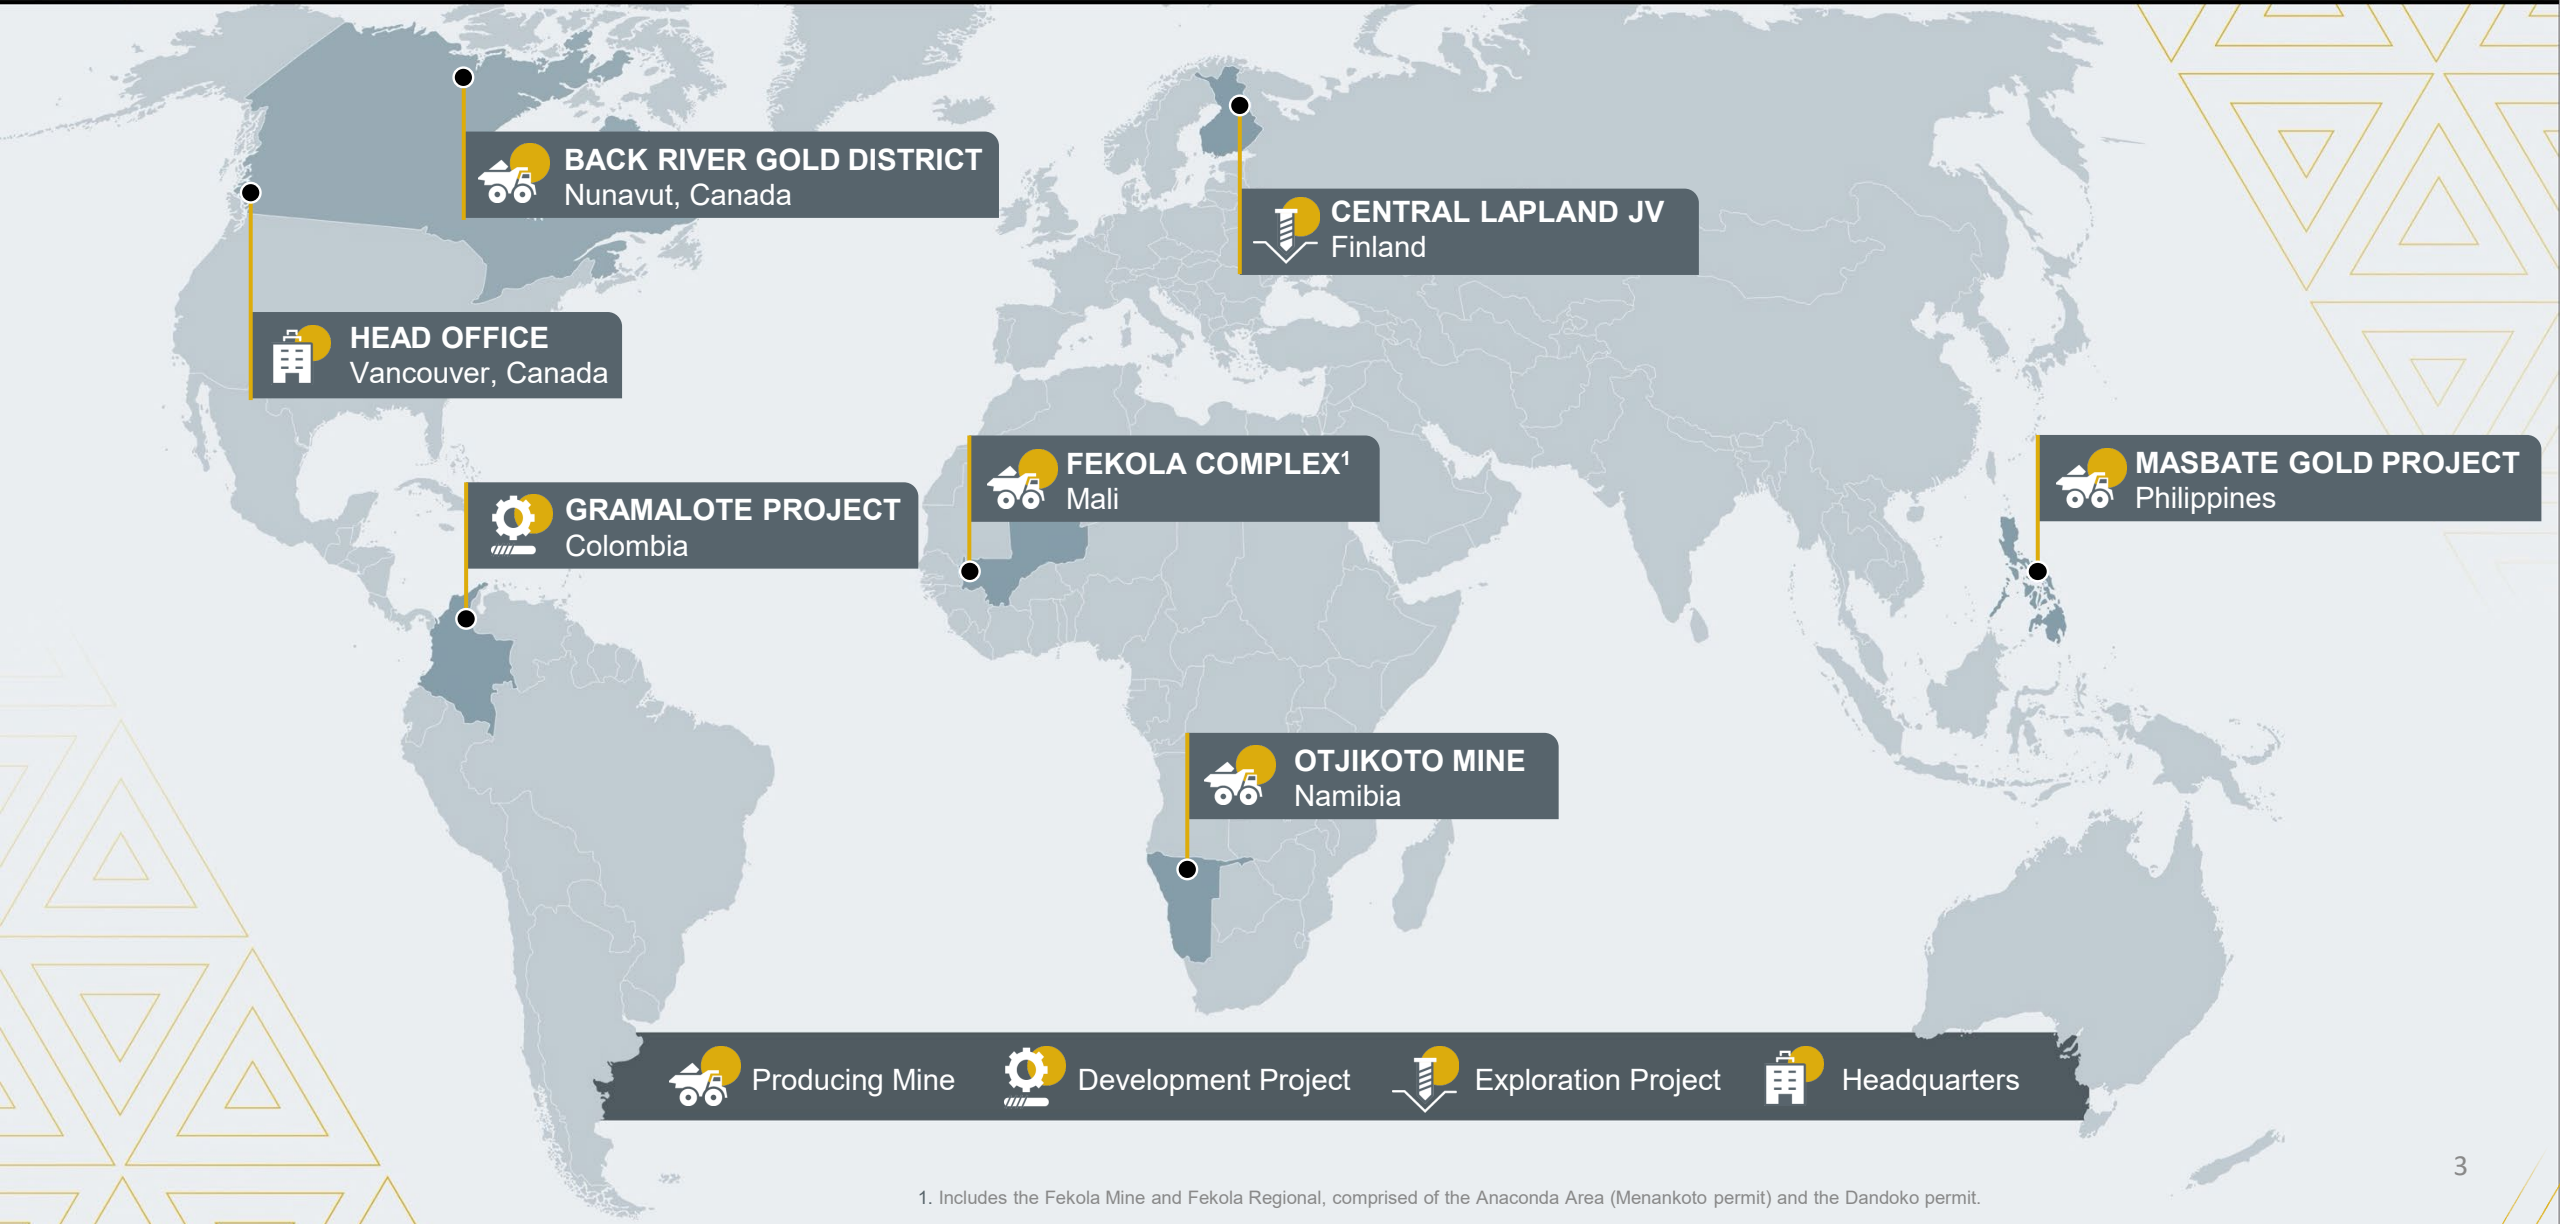 BACK RIVER GOLD DISTRICT
Nunavut, Canada
CENTRAL LAPLAND JV
Finland
HEAD OFFICE
Vancouver, Canada
FEKOLA COMPLEX¹
Mali
MASBATE GOLD PROJECT
Philippines
GRAMALOTE PROJECT
Colombia
OTJIKOTO MINE
Namibia
Producing Mine
Development Project
Exploration Project
Headquarters
3
1. Includes the Fekola Mine and Fekola Regional, comprised of the Anaconda Area (Menankoto permit) and the Dandoko permit.